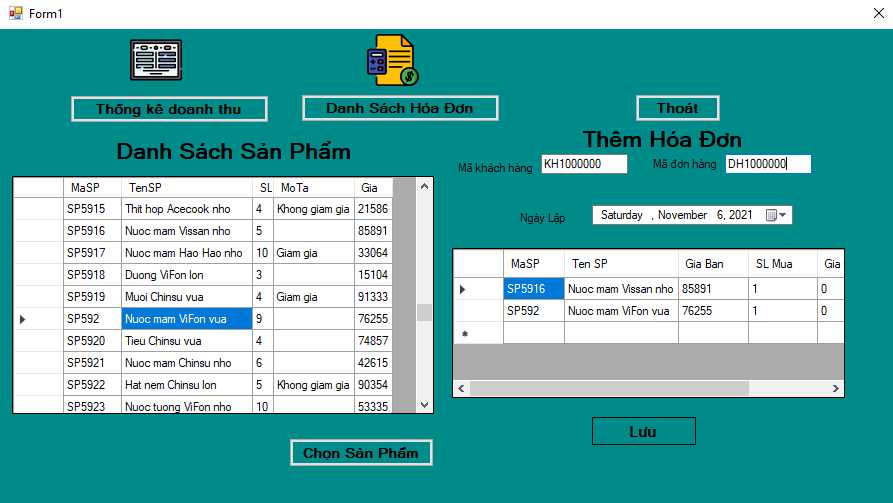 Form1
Thống kê doanh thu
Danh Sách Hóa Đơn
Thoát
Danh Sách Sản Phẩm
MaSP TenSP SL MoTa Gia
SP5915 Thit hop Acecook nho 4 Khong giam gia 21586
SP5916 Nuoc mam Vissan nho 5 85891
SP5917 Nuoc mam Hao Hao nho 10 Giam gia 33064
SP5918 Duong ViFon lon 3 15104
SP5919 Muoi Chinsu vua 4 Giam gia 91333
SP592 Nuoc mam ViFon vua 9 76255
SP5920 Tieu Chinsu vua 4 74857
SP5921 Nuoc mam Chinsu nho 6 42615
SP5922 Hat nem Chinsu lon 5 Khong giam gia 90354
SP5923 Nuoc tuong ViFon nho 10 53335
Chọn Sản Phẩm
Thêm Hóa Đơn
Mã khách hàng KH1000000 Mã đơn hàng DH1000000
Ngày Lập Saturday , November 6, 2021
MaSP Ten SP Gia Ban SL Mua Gia
SP5916 Nuoc mam Vissan nho 85891 1 0
SP592 Nuoc mam ViFon vua 76255 1 0
Lưu